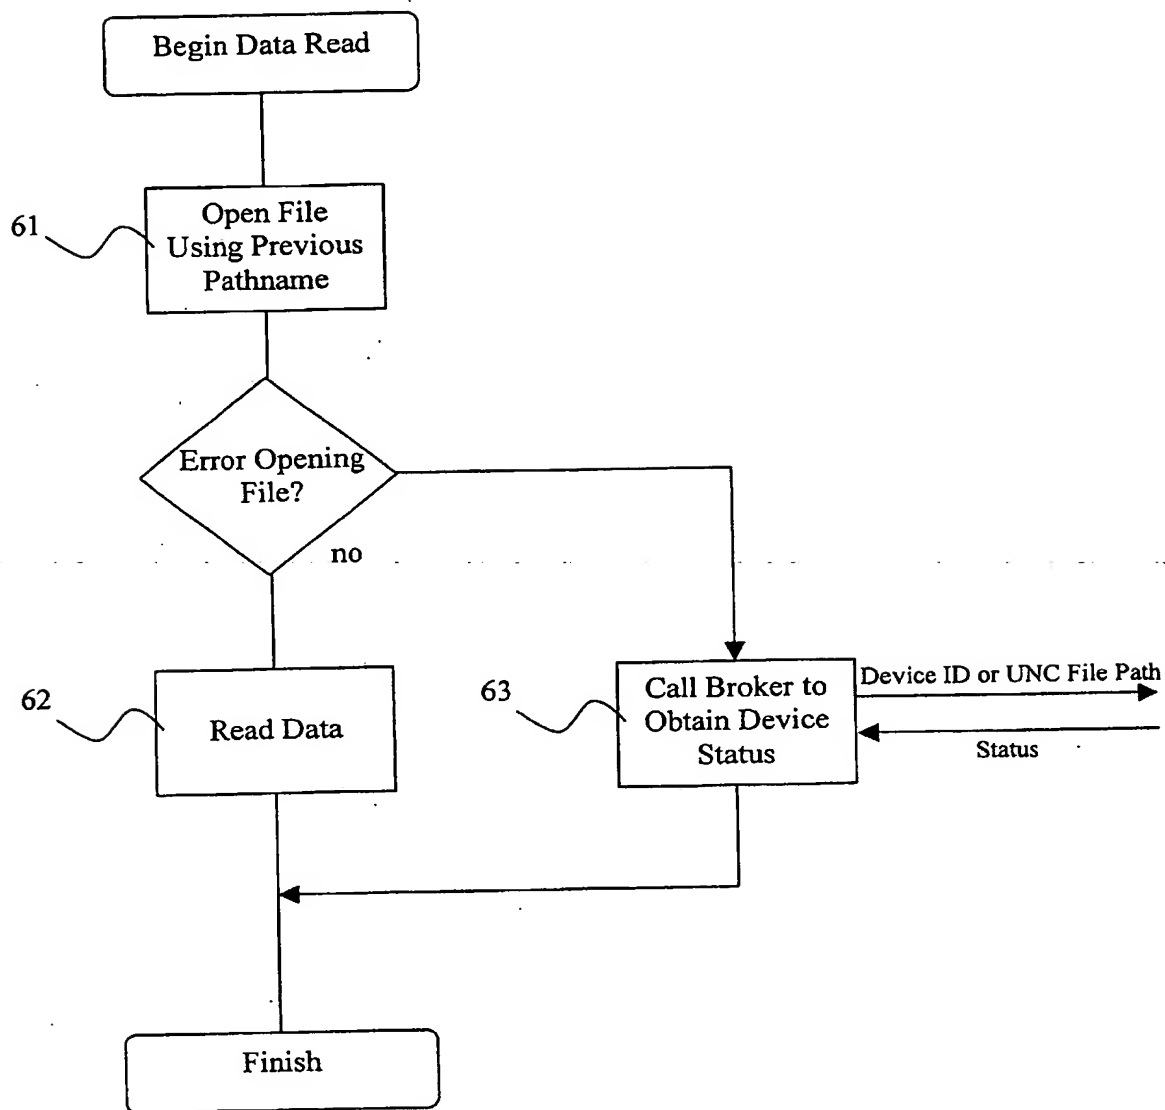 Begin Data Read
61
Open File
Using Previous
Pathname
Error Opening
File?
no
62
Read Data
63
Call Broker to
Obtain Device
Status
Device ID or UNC File Path
Status
Finish